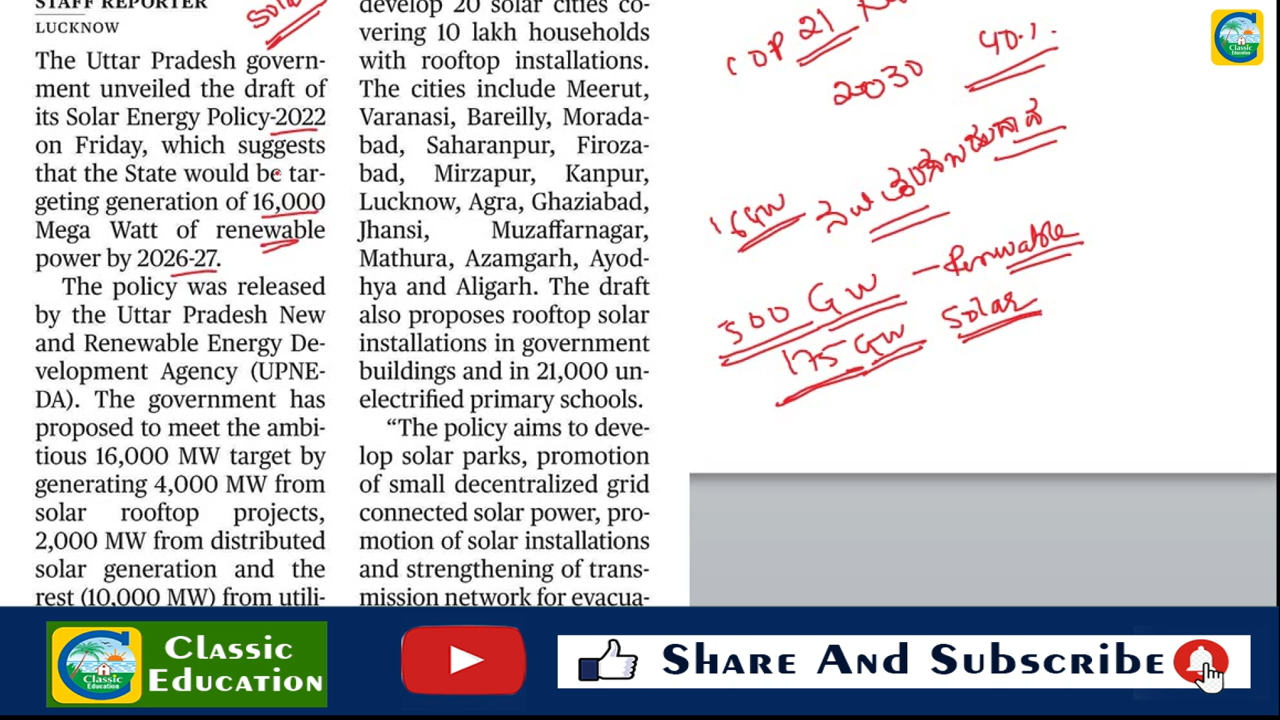 STAFF REPORTER
LUCKNOW
The Uttar Pradesh govern-
ment unveiled the draft of
its Solar Energy Policy-2022
on Friday, which suggests
that the State would be tar-
geting generation of 16,000
Mega Watt of renewable
power by 2026-27.
The policy was released
by the Uttar Pradesh New
and Renewable Energy De-
velopment Agency (UPNE-
DA). The government has
proposed to meet the ambi-
tious 16,000 MW target by
generating 4,000 MW from
solar rooftop projects,
2,000 MW from distributed
solar generation and the
rest (10,000 MW) from utili-
develop 20 solar cities co-
vering 10 lakh households
with rooftop installations.
The cities include Meerut,
Varanasi, Bareilly, Morada-
bad, Saharanpur, Firoza-
bad, Mirzapur, Kanpur,
Lucknow, Agra, Ghaziabad,
Jhansi, Muzaffarnagar,
Mathura, Azamgarh, Ayod-
hya and Aligarh. The draft
also proposes rooftop solar
installations in government
buildings and in 21,000 un-
electrified primary schools.
“The policy aims to deve-
lop solar parks, promotion
of small decentralized grid
connected solar power, pro-
motion of solar installations
and strengthening of trans-
mission network for evacua-
Solar
COP 21
2030 40%
16GW
500 GW - Renewable
175 GW Solar
Classic
Education
Classic
Education
Classic
Education
Share And Subscribe